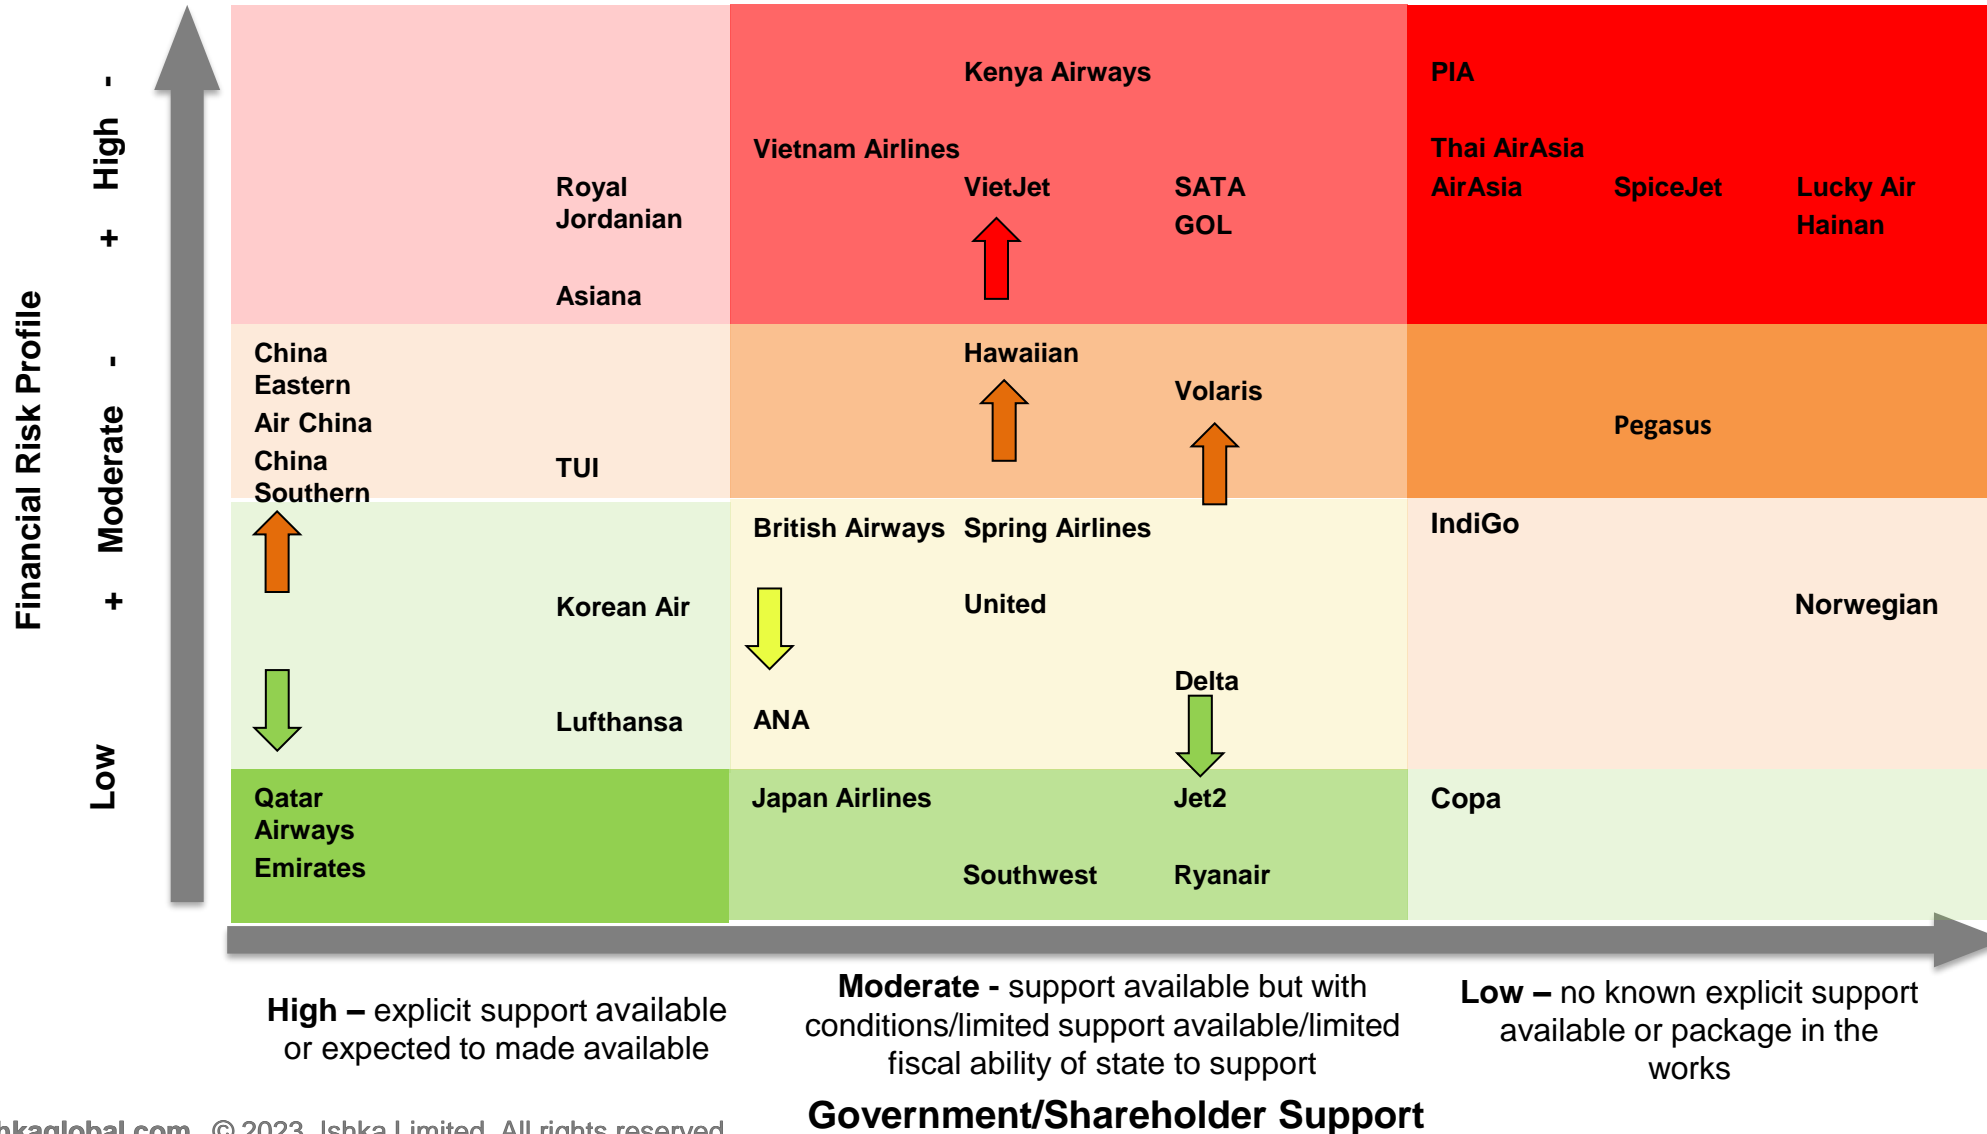 Financial Risk Profile
Low + Moderate - + High -
Kenya Airways
PIA
Vietnam Airlines
Thai AirAsia
Royal
Jordanian
VietJet
SATA
AirAsia
SpiceJet
Lucky Air
GOL
Hainan
Asiana
China
Eastern
Hawaiian
Volaris
Air China
Pegasus
China
Southern
TUI
British Airways
Spring Airlines
IndiGo
Korean Air
United
Norwegian
Delta
Lufthansa
ANA
Qatar
Airways
Japan Airlines
Jet2
Copa
Emirates
Southwest
Ryanair
High – explicit support available
or expected to made available
Moderate - support available but with
conditions/limited support available/limited
fiscal ability of state to support
Low – no known explicit support
available or package in the
works
Government/Shareholder Support
hkaglobal.com © 2023 Ishka Limited. All rights reserved